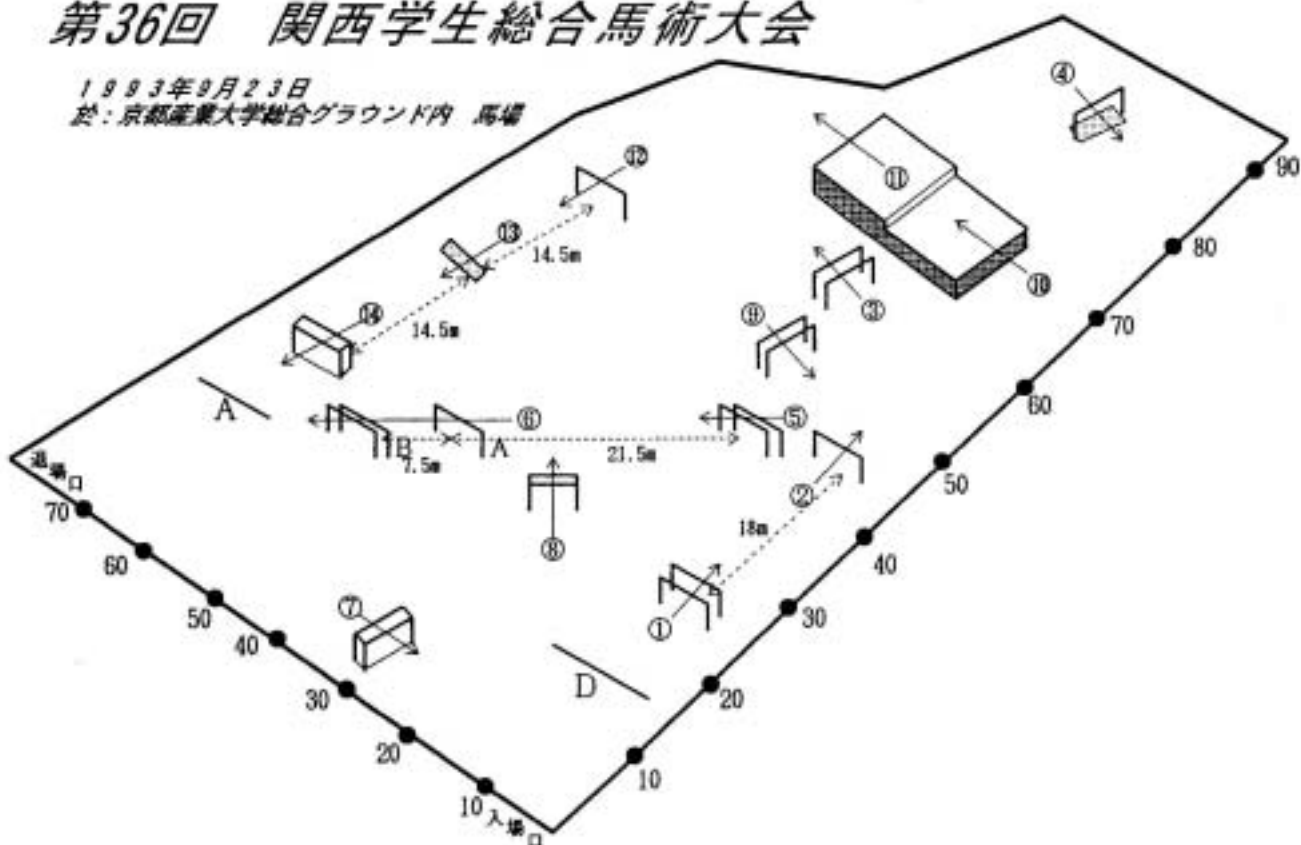 第36回 関西学生総合馬術大会
1993年9月23日
於:京都産業大学総合グラウンド内 馬場
④
⑫
90
⑪
⑬
14.5m
80
⑩
③
⑭
14.5m
⑨
70
60
A
⑥
⑤
B
A
7.5m
21.5m
退場口
50
②
70
18m
⑧
40
60
⑦
①
30
50
40
D
20
30
20
10
10
入場口